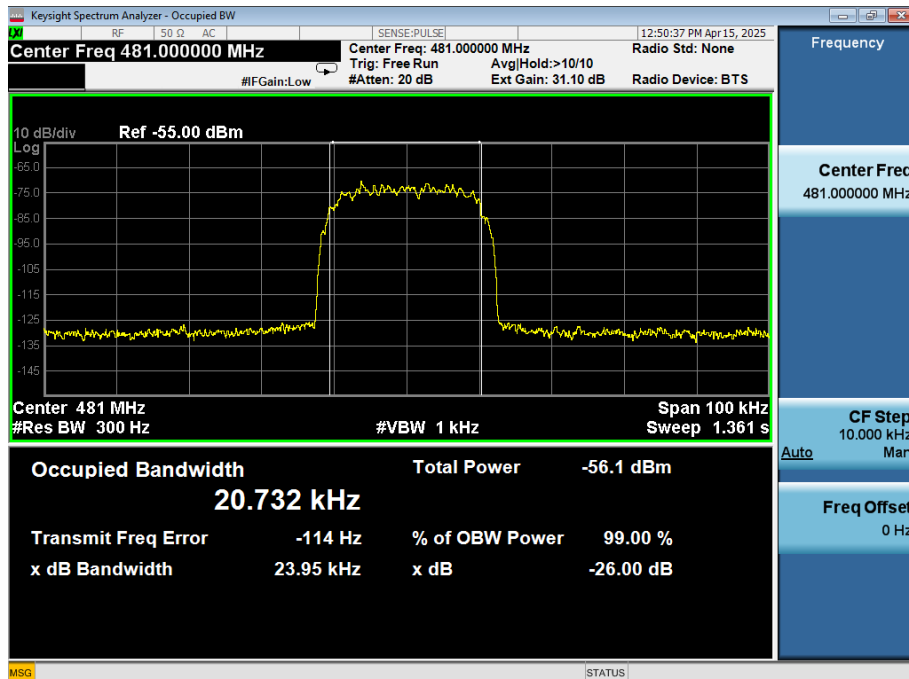 Keysight Spectrum Analyzer - Occupied BW
LXI RF 50 Ω AC SENSE:PULSE 12:50:37 PM Apr 15, 2025
Center Freq 481.000000 MHz
Center Freq: 481.000000 MHz Radio Std: None
Trig: Free Run Avg|Hold:>10/10
#IFGain:Low #Atten: 20 dB Ext Gain: 31.10 dB Radio Device: BTS
10 dB/div Ref -55.00 dBm
Log
-65.0
-75.0
-85.0
-95.0
-105
-115
-125
-135
-145
Center 481 MHz Span 100 kHz
#Res BW 300 Hz #VBW 1 kHz Sweep 1.361 s
Occupied Bandwidth Total Power -56.1 dBm
20.732 kHz
Transmit Freq Error -114 Hz % of OBW Power 99.00 %
x dB Bandwidth 23.95 kHz x dB -26.00 dB
Frequency
Center Freq
481.000000 MHz
CF Step
10.000 kHz
Auto Man
Freq Offset
0 Hz
MSG STATUS